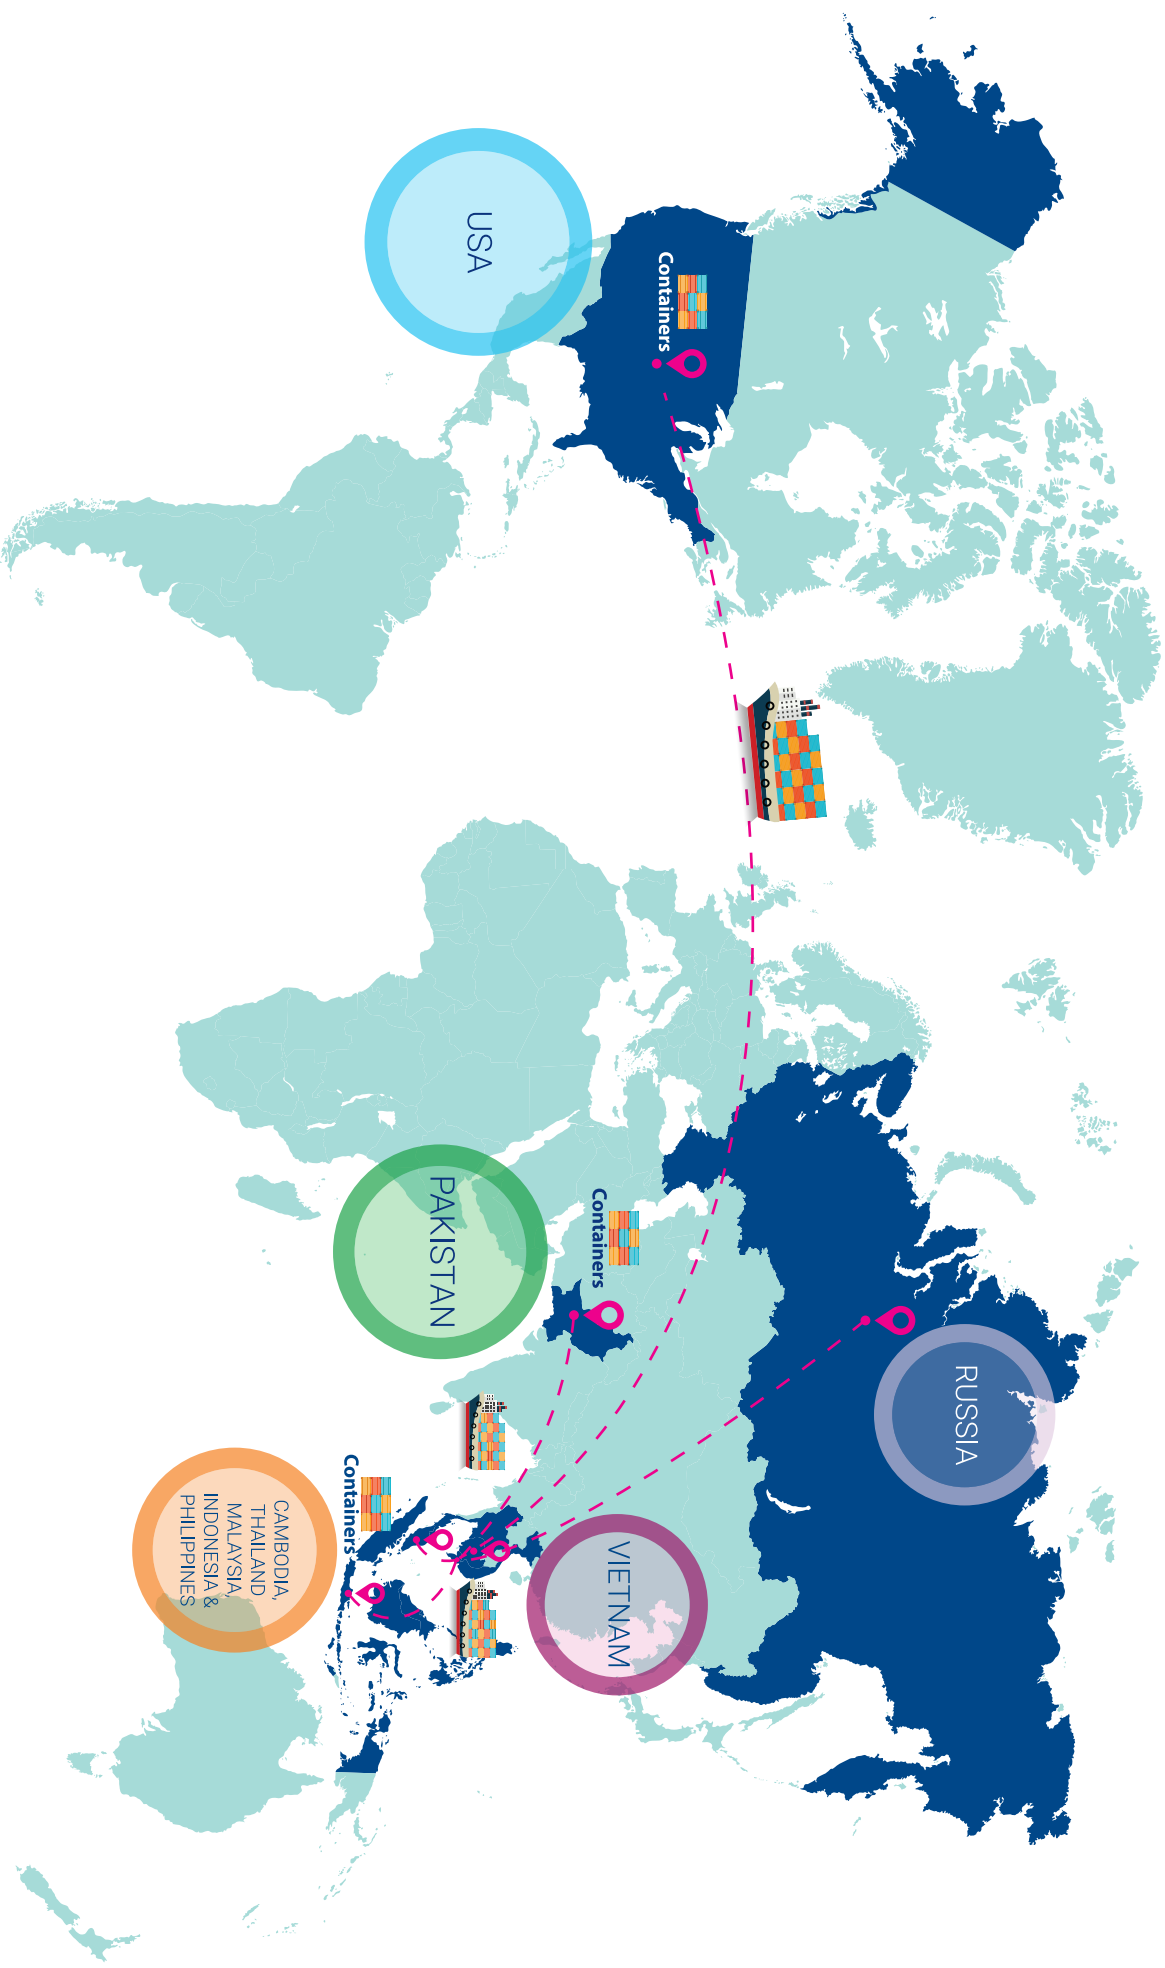 USA
Containers
RUSSIA
Containers
PAKISTAN
VIETNAM
Containers
CAMBODIA,
THAILAND
MALAYSIA,
INDONESIA &
PHILIPPINES